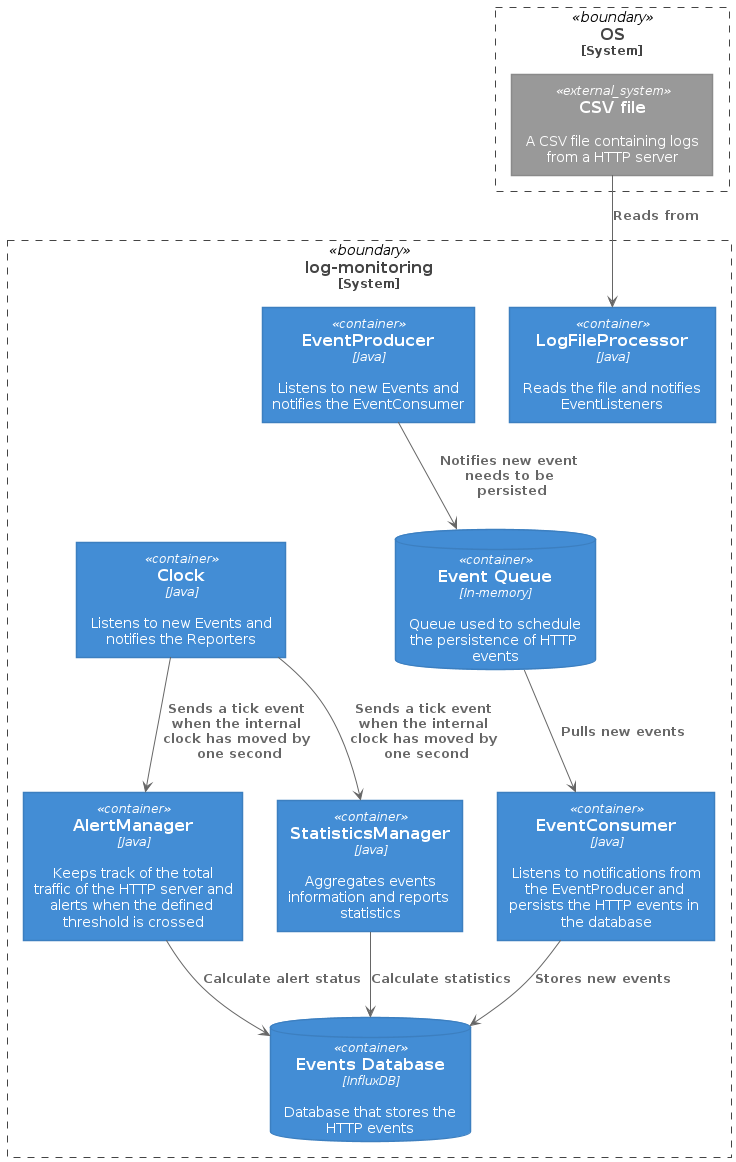 «boundary»
OS
[System]
«external_system»
CSV file
A CSV file containing logs
from a HTTP server
Reads from
«boundary»
log-monitoring
[System]
«container»
EventProducer
[Java]
Listens to new Events and
notifies the EventConsumer
«container»
LogFileProcessor
[Java]
Reads the file and notifies
EventListeners
Notifies new event
needs to be
persisted
«container»
Clock
[Java]
Listens to new Events and
notifies the Reporters
«container»
Event Queue
[In-memory]
Queue used to schedule
the persistence of HTTP
events
Sends a tick event
when the internal
clock has moved by
one second
Sends a tick event
when the internal
clock has moved by
one second
Pulls new events
«container»
AlertManager
[Java]
Keeps track of the total
traffic of the HTTP server and
alerts when the defined
threshold is crossed
«container»
StatisticsManager
[Java]
Aggregates events
information and reports
statistics
«container»
EventConsumer
[Java]
Listens to notifications from
the EventProducer and
persists the HTTP events in
the database
Calculate alert status
Calculate statistics
Stores new events
«container»
Events Database
[InfluxDB]
Database that stores the
HTTP events